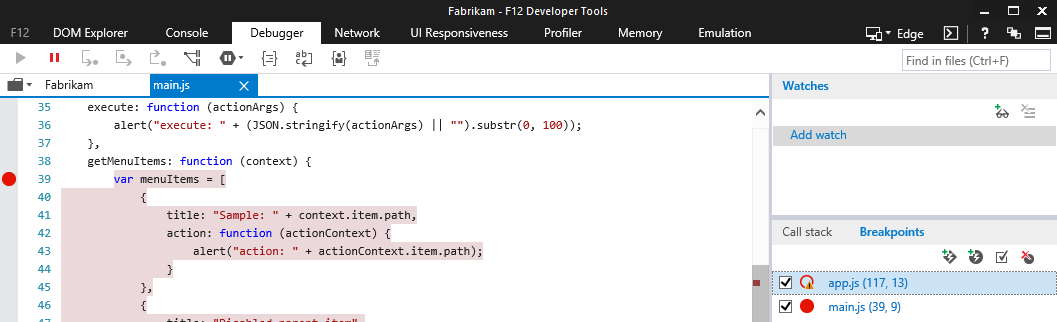 Fabrikam - F12 Developer Tools
F12 DOM Explorer Console Debugger Network UI Responsiveness Profiler Memory Emulation Edge ?
Find in files (Ctrl+F)
Fabrikam main.js
35 execute: function (actionArgs) {
36 alert("execute: " + (JSON.stringify(actionArgs) || "").substr(0, 100));
37 },
38 getMenuItems: function (context) {
39 var menuItems = [
40 {
41 title: "Sample: " + context.item.path,
42 action: function (actionContext) {
43 alert("action: " + actionContext.item.path);
44 }
45 },
46 {
47 title: "Disabled parent item",
Watches
Add watch
Call stack Breakpoints
app.js (117, 13)
main.js (39, 9)